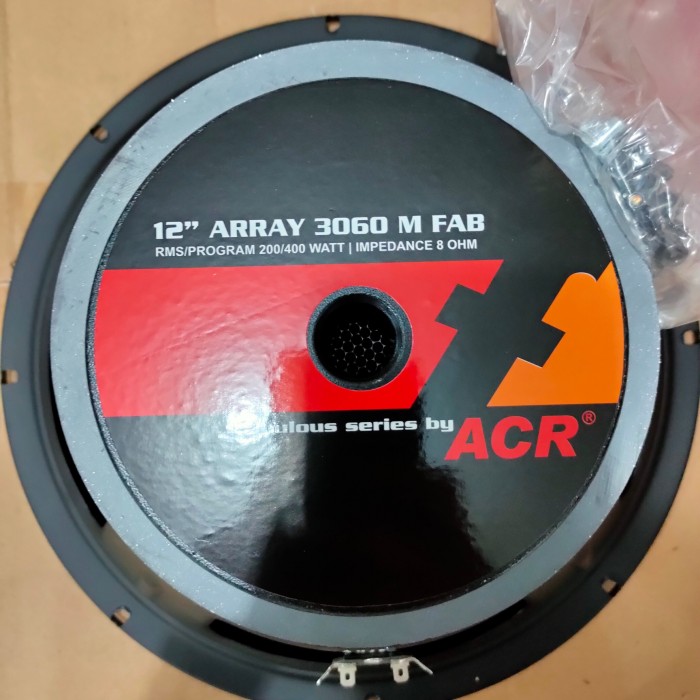 12” ARRAY 3060 M FAB
RMS/PROGRAM 200/400 WATT | IMPEDANCE 8 OHM
series by
ACR®